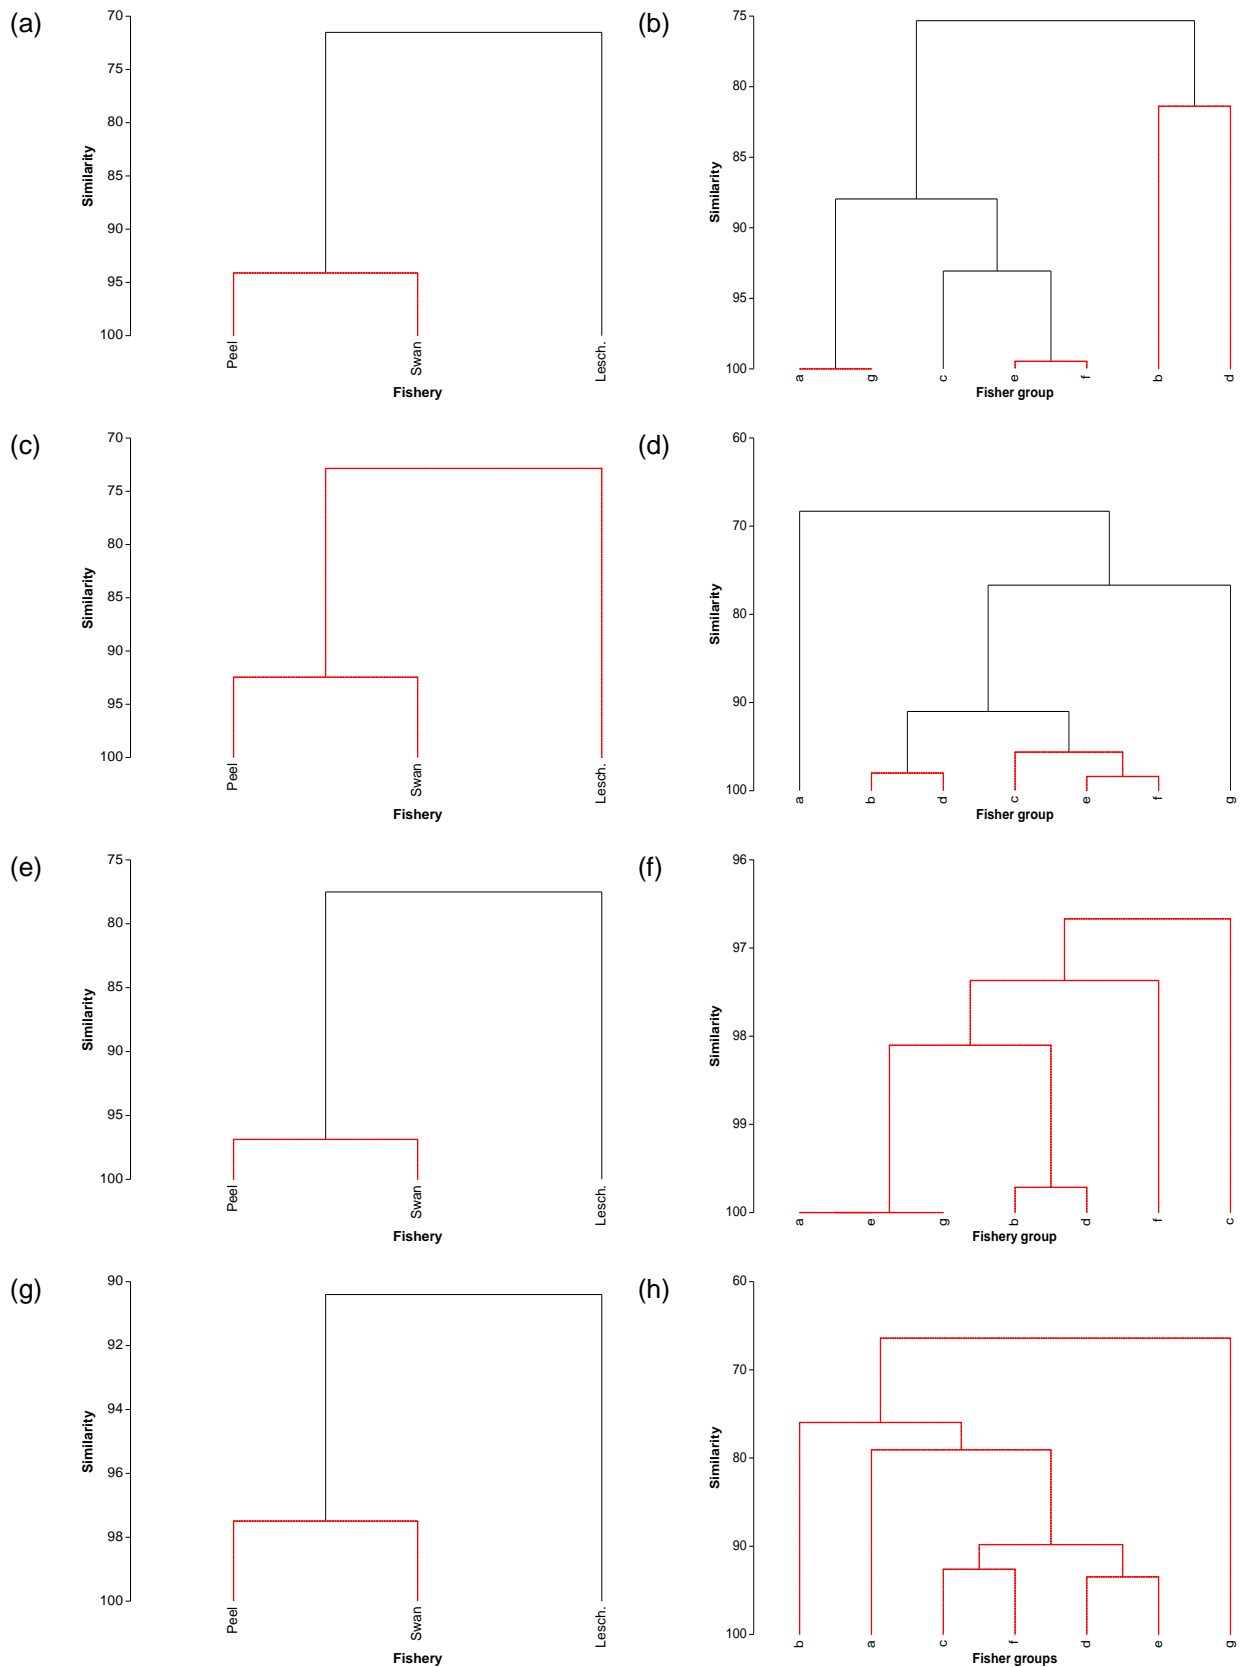 (a)
70
75
80
85
90
95
100
Similarity
Peel
Swan
Lesch.
Fishery
(b)
75
80
85
90
95
100
Similarity
a
g
c
e
f
b
d
Fisher group
(c)
70
75
80
85
90
95
100
Similarity
Peel
Swan
Lesch.
Fishery
(d)
60
70
80
90
100
Similarity
a
b
d
c
e
f
g
Fisher group
(e)
75
80
85
90
95
100
Similarity
Peel
Swan
Lesch.
Fishery
(f)
96
97
98
99
100
Similarity
a
e
g
b
d
f
c
Fishery group
(g)
90
92
94
96
98
100
Similarity
Peel
Swan
Lesch.
Fishery
(h)
60
70
80
90
100
Similarity
b
a
c
f
d
e
g
Fisher groups